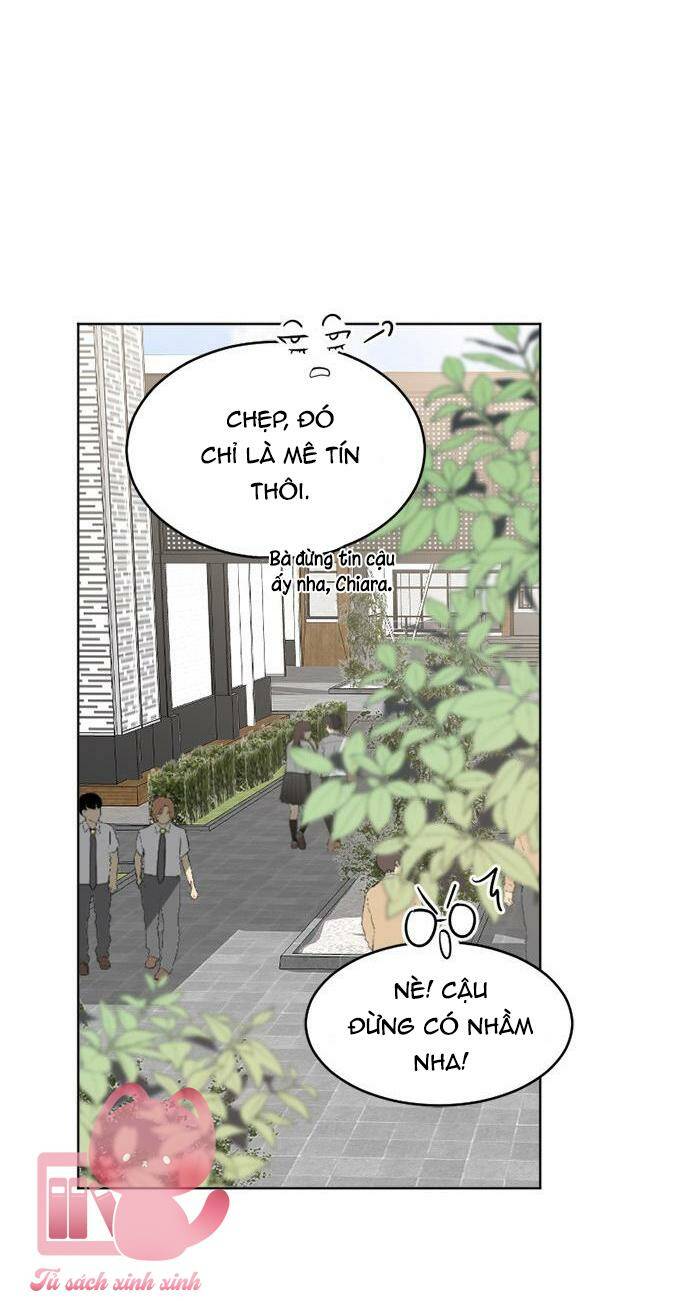 CHẸP, ĐÓ
CHỈ LÀ MÊ TÍN
THÔI.
Bà đừng tin cậu
ấy nha, Chiara.
NÈ! CẬU
ĐỪNG CÓ NHẦM
NHA!
Tủ sách xinh xinh